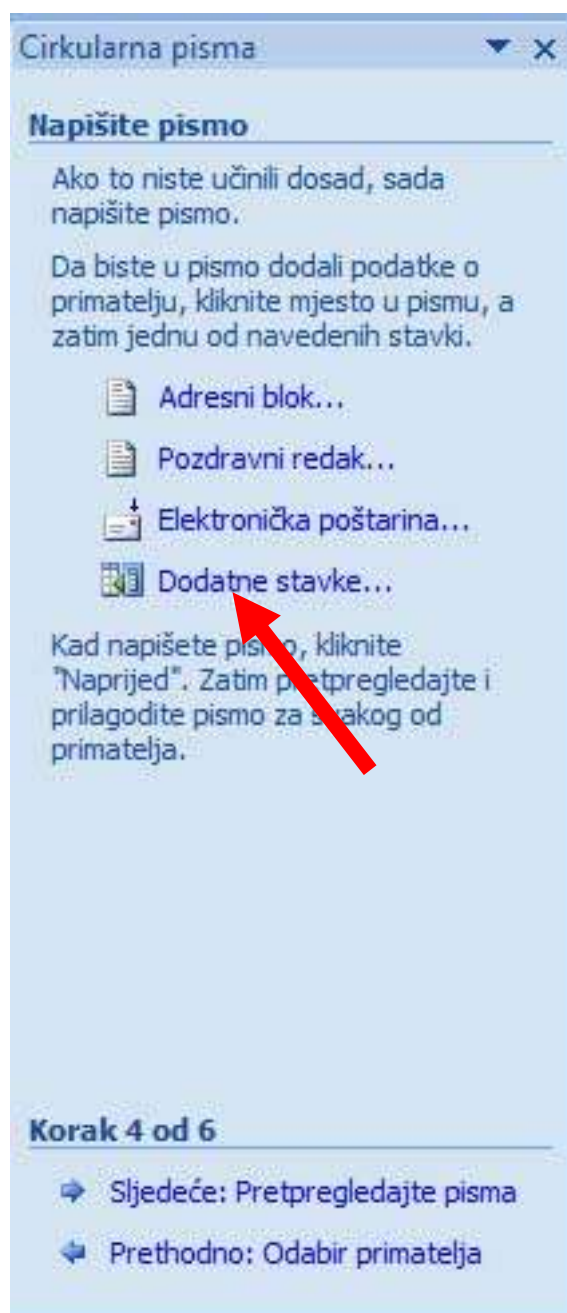 Cirkularna pisma
Napišite pismo
Ako to niste učinili dosad, sada
napišite pismo.
Da biste u pismo dodali podatke o
primatelju, kliknite mjesto u pismu, a
zatim jednu od navedenih stavki.
Adresni blok...
Pozdravni redak...
Elektronička poštarina...
Dodatne stavke...
Kad napišete pismo, kliknite
"Naprijed". Zatim pretpregledajte i
prilagodite pismo za svakog od
primatelja.
Korak 4 od 6
Sljedeće: Pretpregledajte pisma
Prethodno: Odabir primatelja